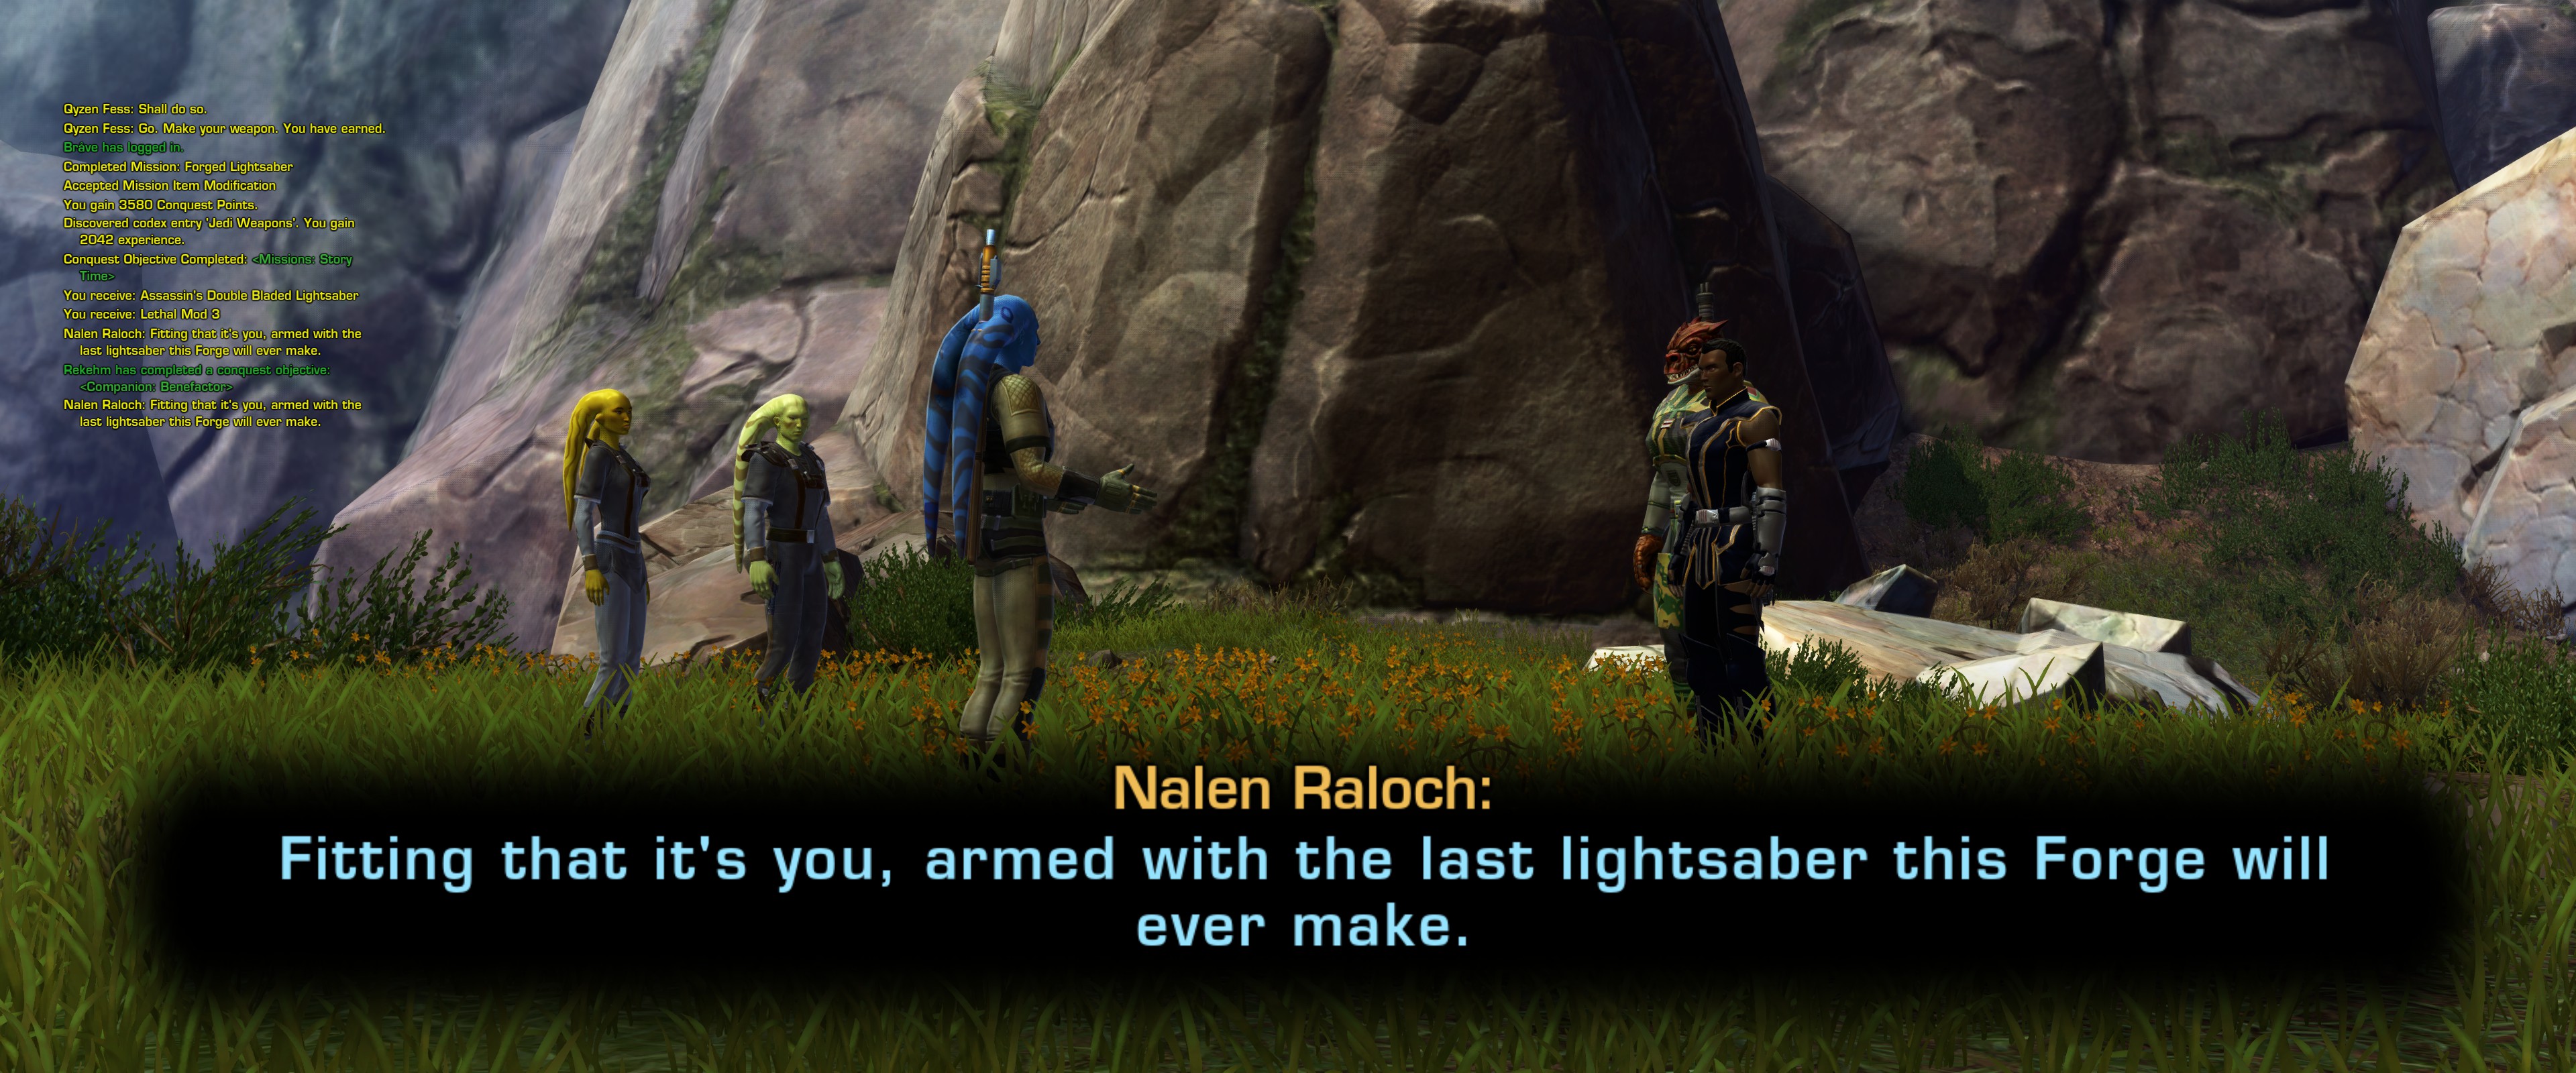 Qyzen Fess: Shall do so.
Qyzen Fess: Go. Make your weapon. You have earned.
Bräve has logged in.
Completed Mission: Forged Lightsaber
Accepted Mission Item Modification
You gain 3580 Conquest Points.
Discovered codex entry 'Jedi Weapons'. You gain
2042 experience.
Conquest Objective Completed: <Missions: Story
Time>
You receive: Assassin's Double Bladed Lightsaber
You receive: Lethal Mod 3
Nalen Raloch: Fitting that it's you, armed with the
last lightsaber this Forge will ever make.
Rekehm has completed a conquest objective:
<Companion: Benefactor>
Nalen Raloch: Fitting that it's you, armed with the
last lightsaber this Forge will ever make.
Nalen Raloch:
Fitting that it's you, armed with the last lightsaber this Forge will
ever make.